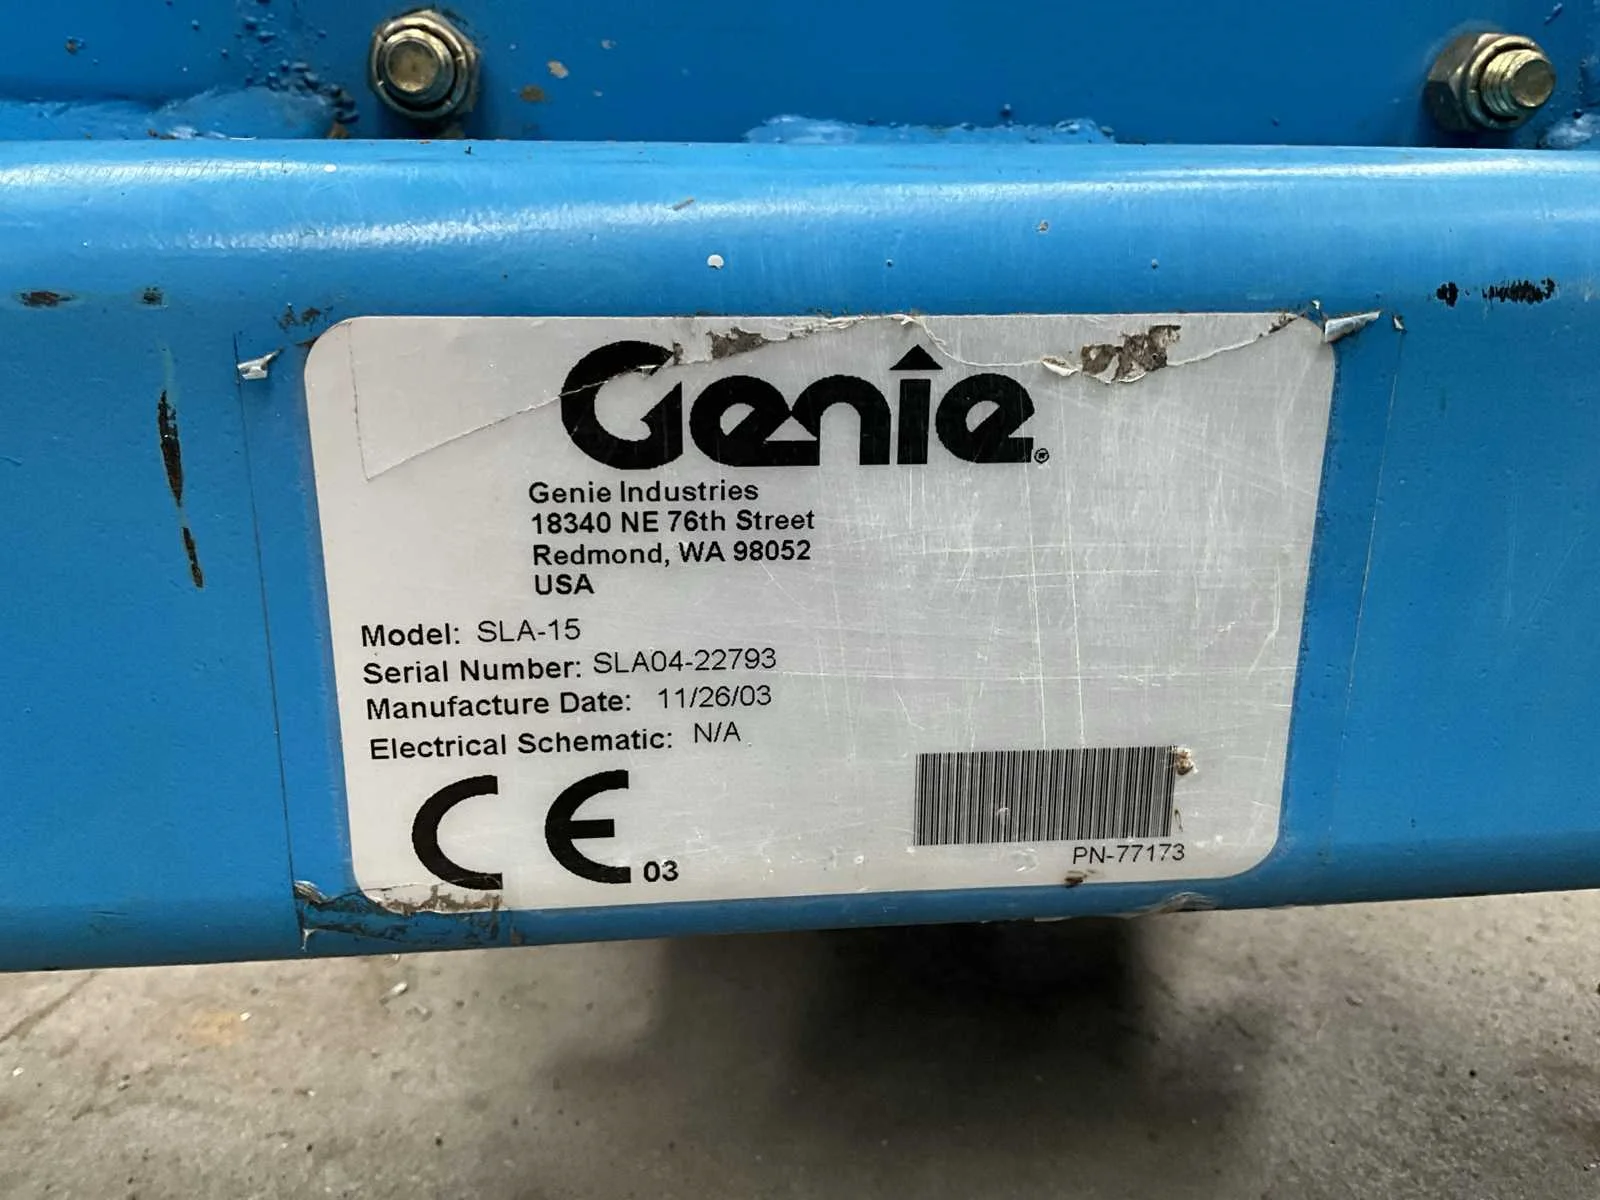 Genie®
Genie Industries
18340 NE 76th Street
Redmond, WA 98052
USA
Model: SLA-15
Serial Number: SLA04-22793
Manufacture Date: 11/26/03
Electrical Schematic: N/A
CE 03
PN-77173